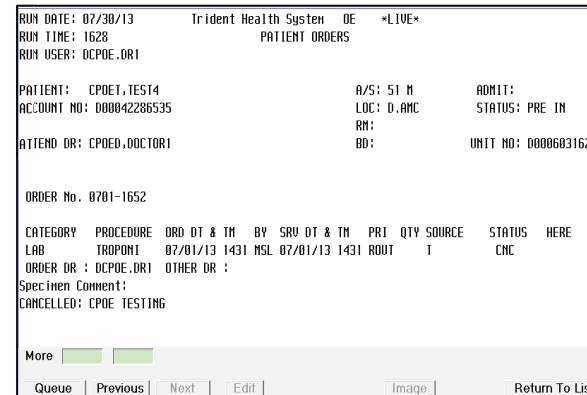 RUN DATE: 07/30/13 Trident Health System OE *LIVE*
RUN TIME: 1628 PATIENT ORDERS
RUN USER: DCPOE.DR1
PATIENT: CPOET,TEST4 A/S: 51 M ADMIT:
ACCOUNT NO: D00042286535 LOC: D.AMC STATUS: PRE IN
RM:
ATTEND DR: CPOED,DOCTOR1 BD: UNIT NO: D000603162
ORDER No. 0701-1652
CATEGORY PROCEDURE ORD DT & TM BY SRV DT & TM PRI QTY SOURCE STATUS HERE
LAB TROPONI 07/01/13 1431 MSL 07/01/13 1431 ROUT T CNC
ORDER DR : DCPOE.DR1 OTHER DR :
Specimen Comment:
CANCELLED: CPOE TESTING
More
Queue Previous Next Edit Image Return To Lis